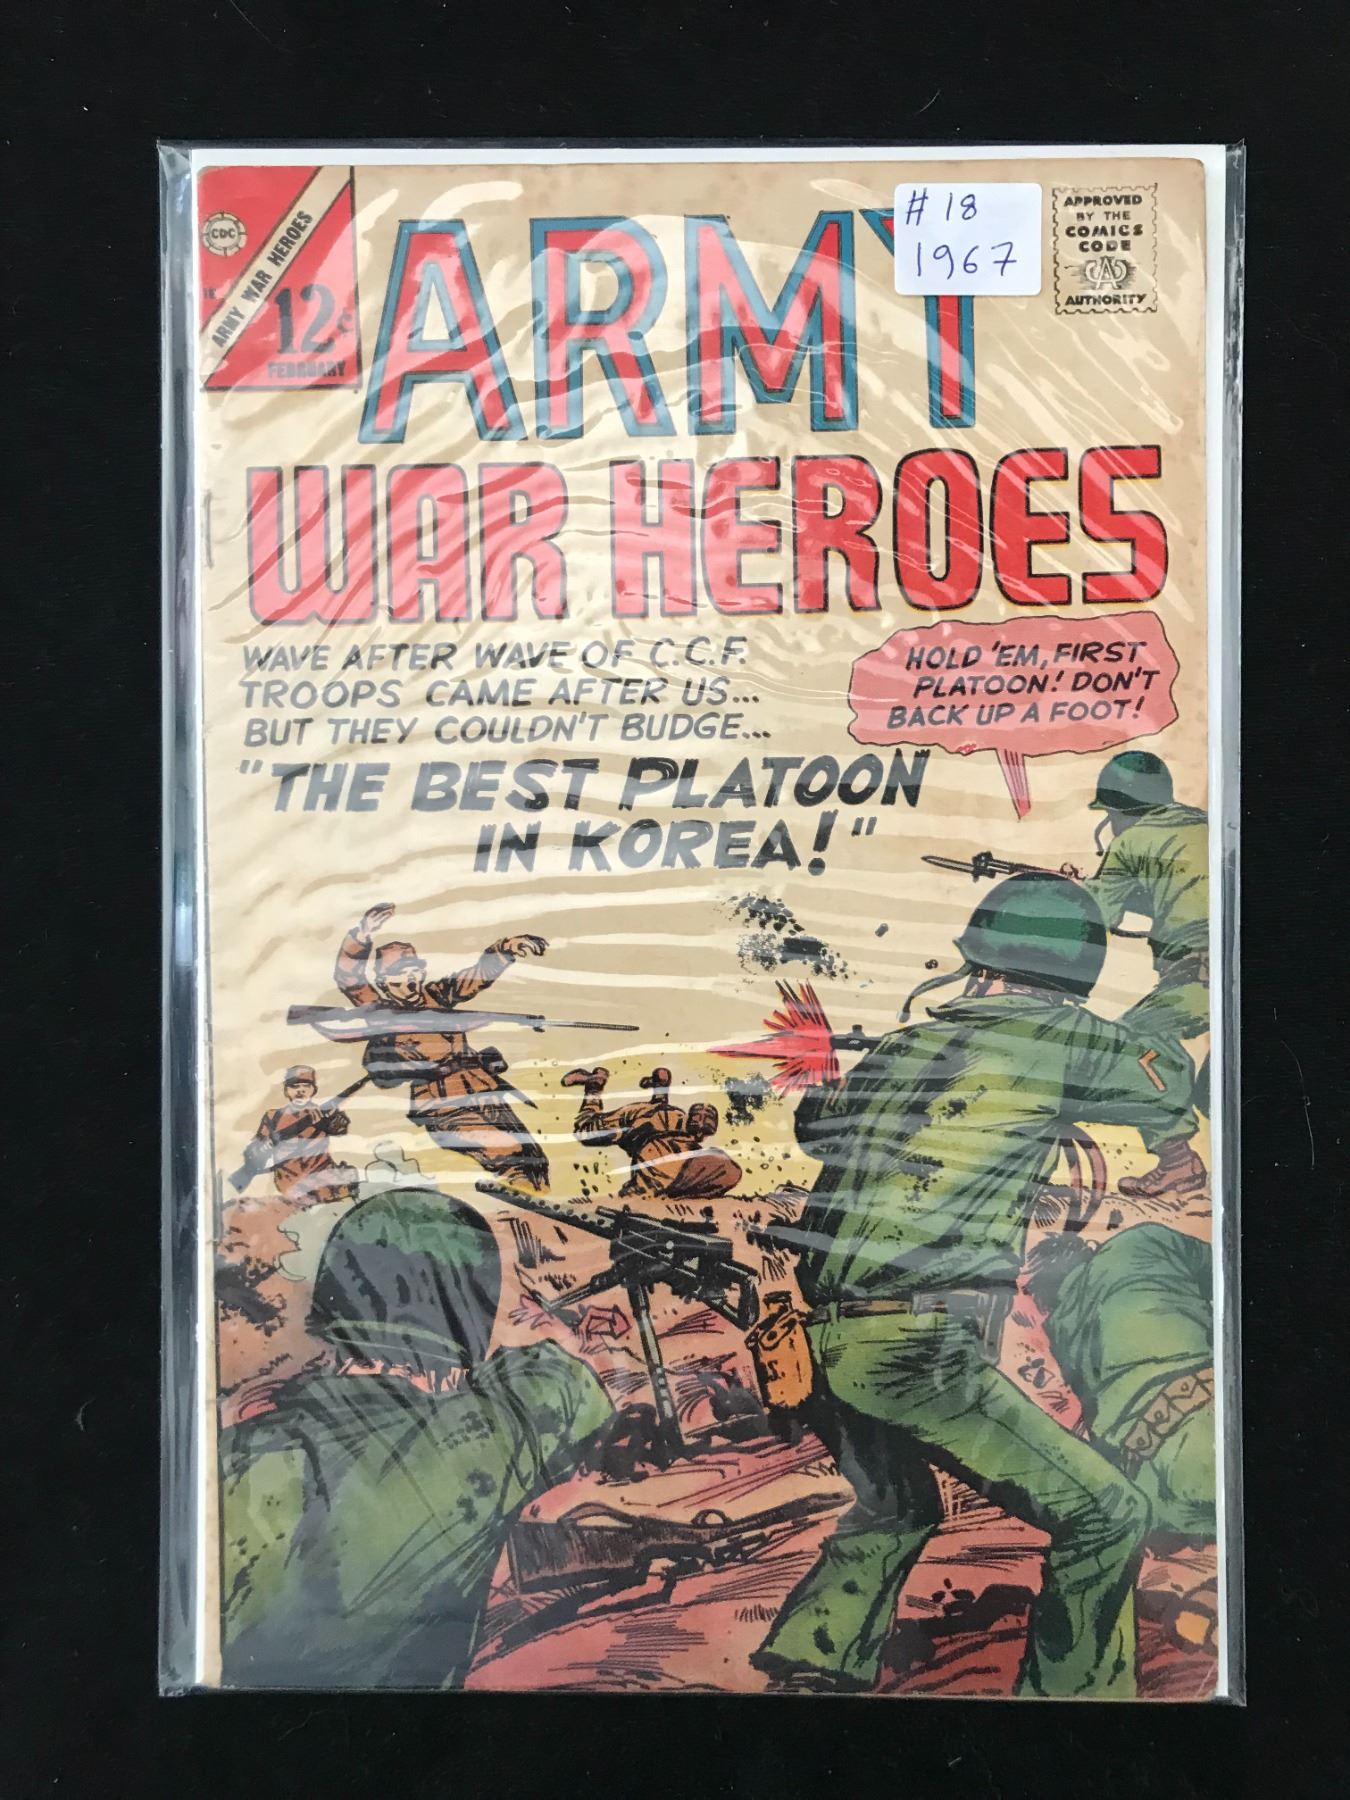 CDC
ARMY WAR HEROES
12¢
FEBRUARY
ARMY
# 18
1967
APPROVED
BY THE
COMICS
CODE
CA
AUTHORITY
WAR HEROES
WAVE AFTER WAVE OF C.C.F.
TROOPS CAME AFTER US...
BUT THEY COULDN'T BUDGE...
"THE BEST PLATOON
IN KOREA!"
HOLD 'EM, FIRST
PLATOON! DON'T
BACK UP A FOOT!